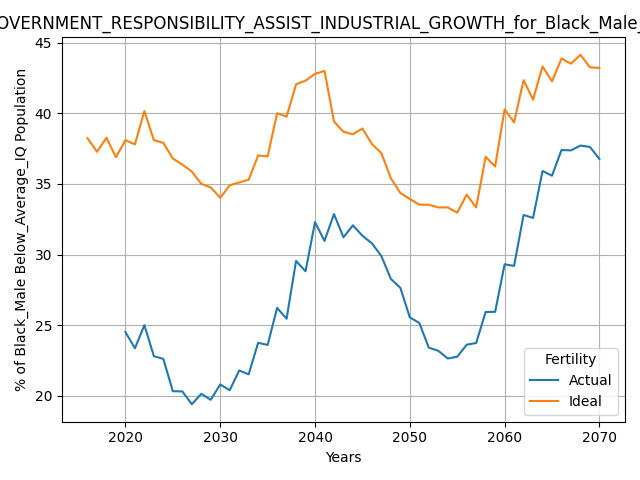 OVERNMENT_RESPONSIBILITY_ASSIST_INDUSTRIAL_GROWTH_for_Black_Male_
% of Black_Male Below_Average_IQ Population
45
40
35
30
25
20
2020
2030
2040
2050
2060
2070
Years
Fertility
Actual
Ideal